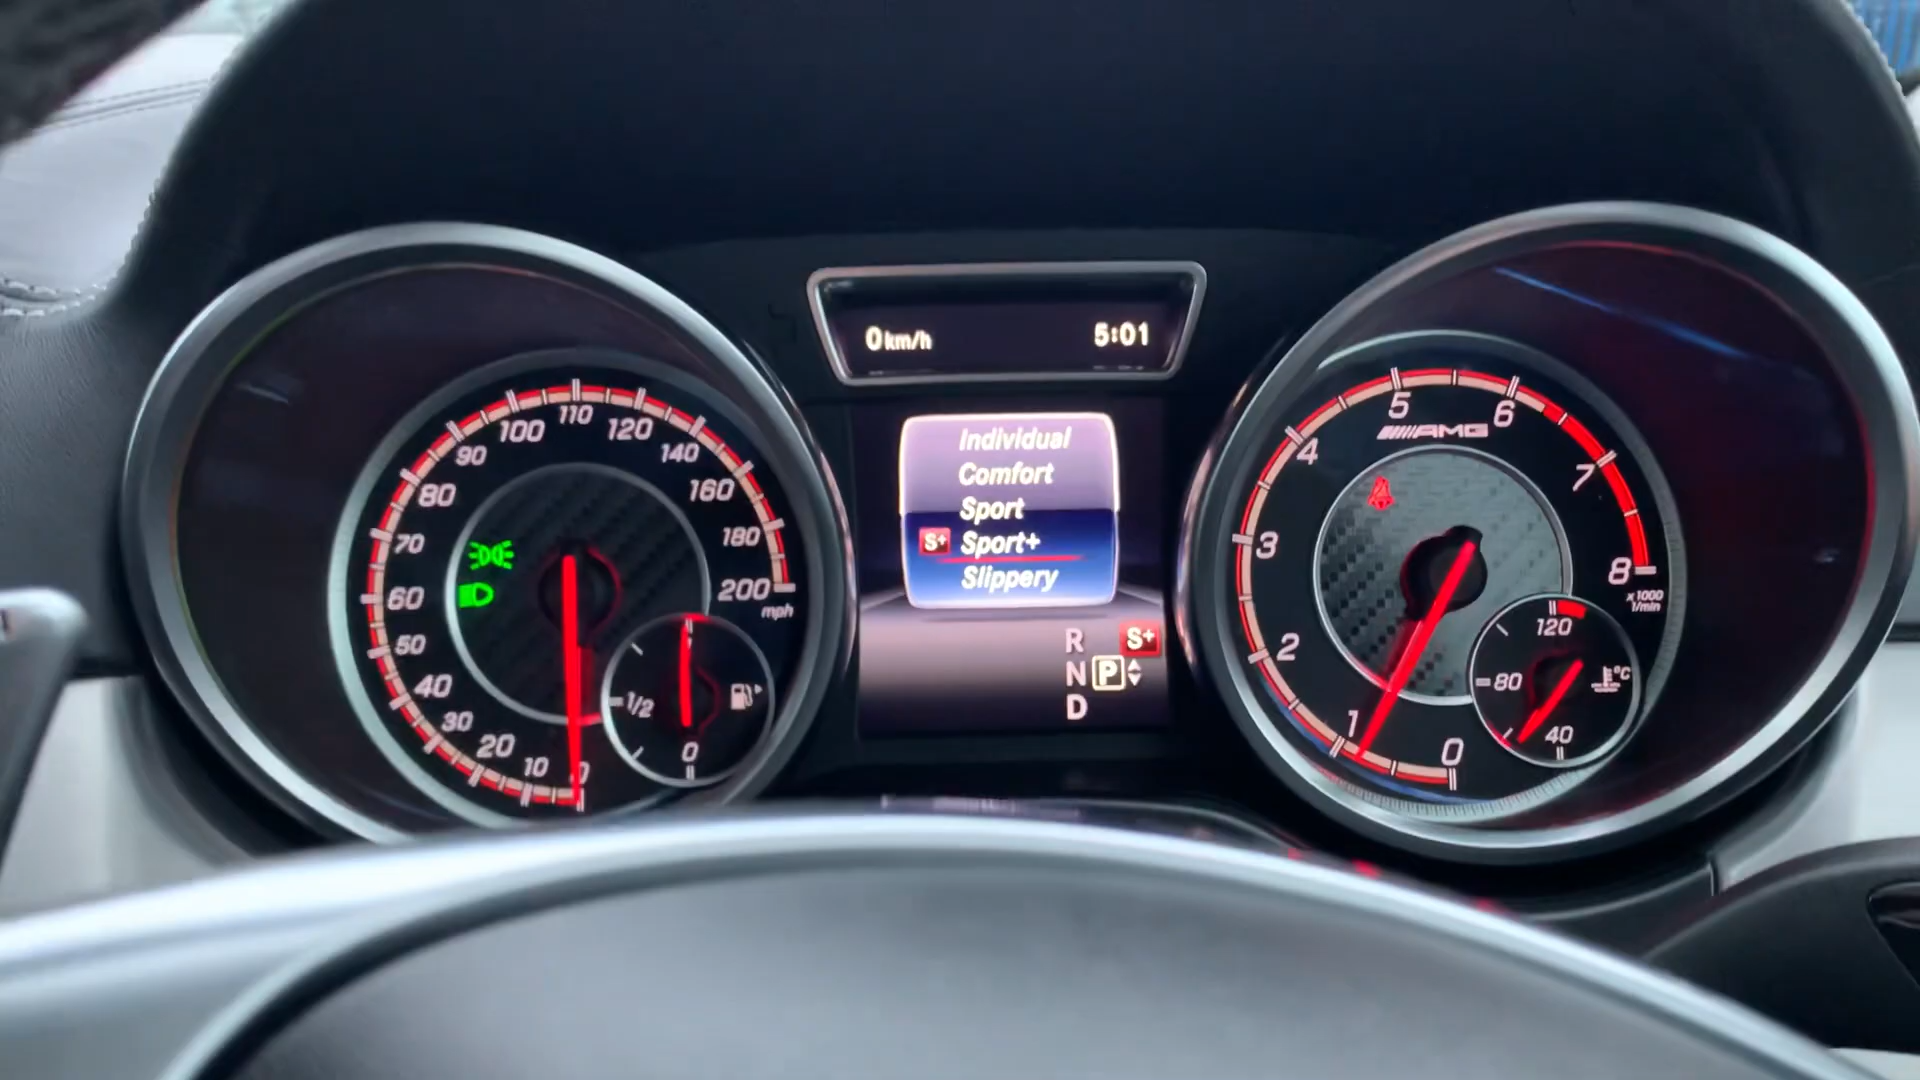 0 km/h 5:01
Individual
Comfort
Sport
S+ Sport+
Slippery
R S+
N P
D
0
10
20
30
40
50
60
70
80
90
100
110
120
140
160
180
200
mph
1/2
0
0
1
2
3
4
5
6
7
8
x1000
1/min
AMG
120
80
°C
40